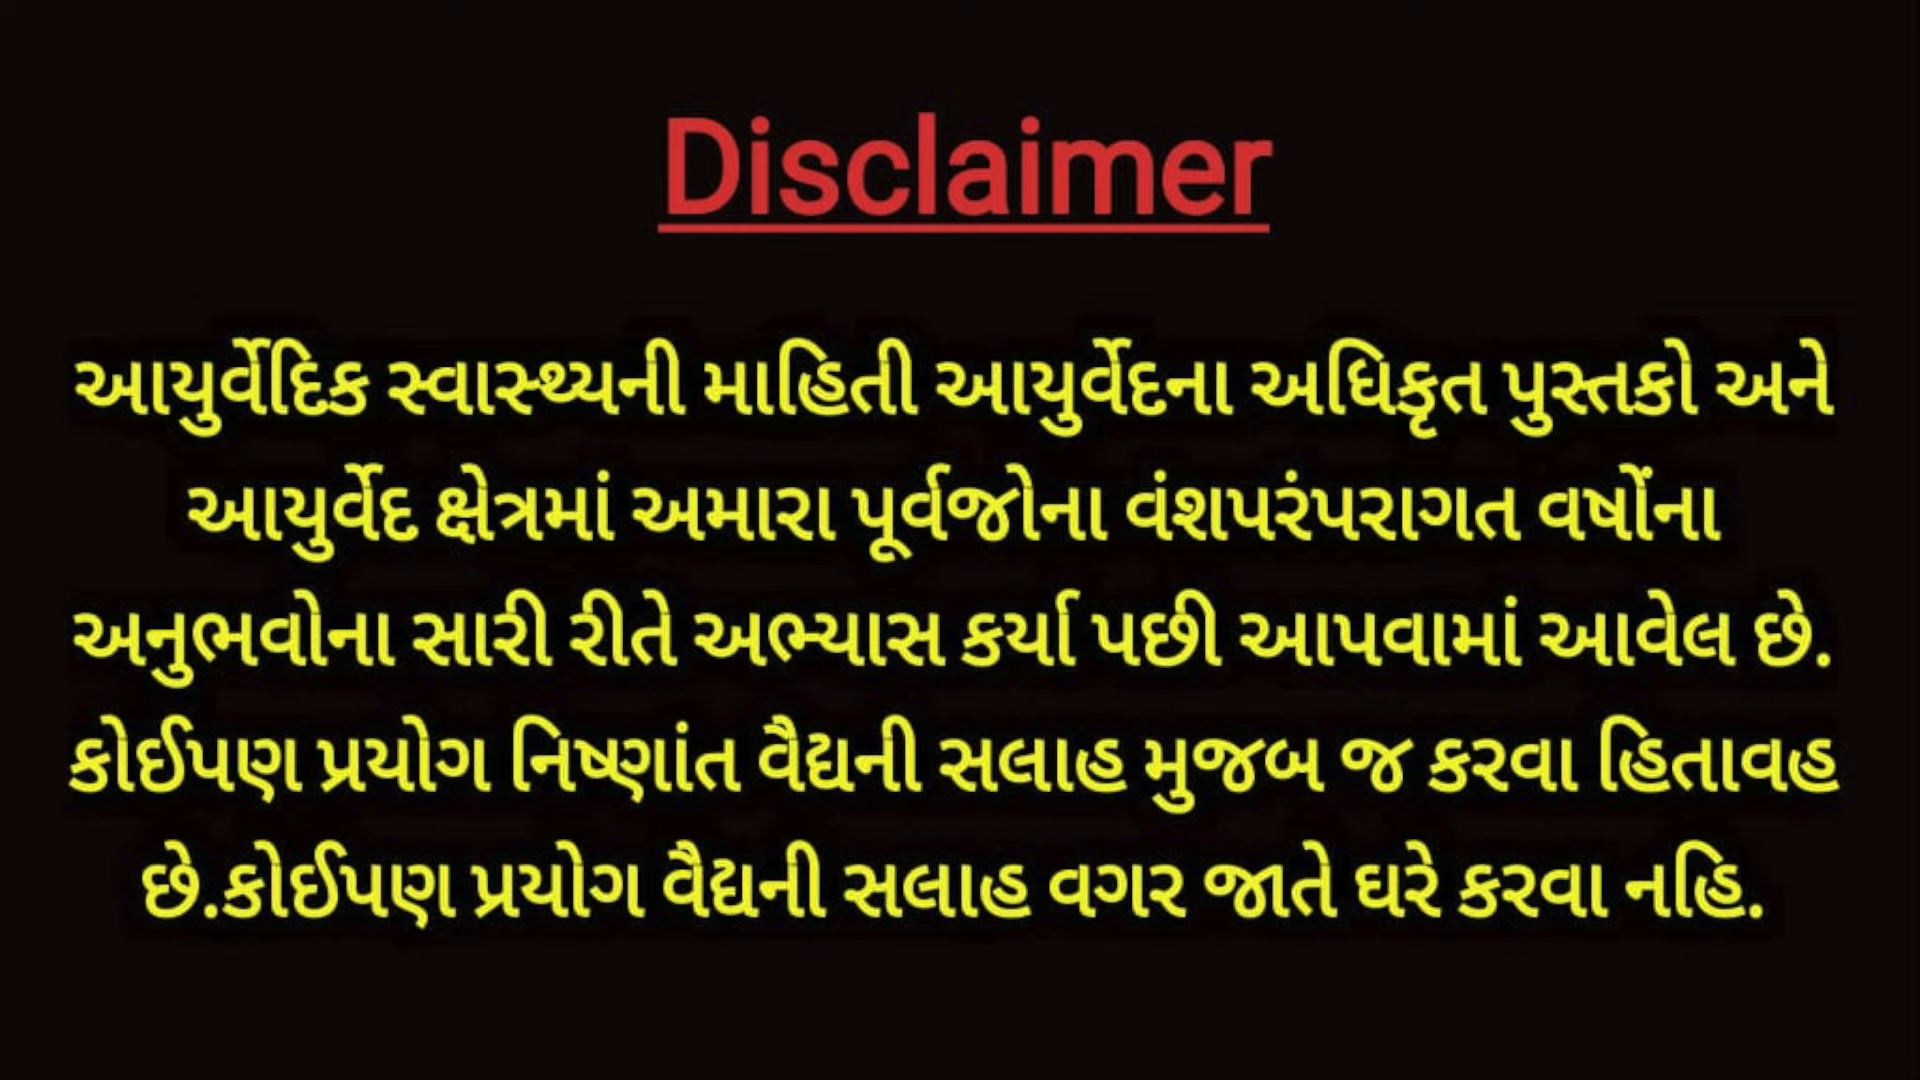 Disclaimer
આયુર્વેદિક સ્વાસ્થ્યની માહિતી આયુર્વેદના અધિકૃત પુસ્તકો અને
આયુર્વેદ ક્ષેત્રમાં અમારા પૂર્વજોના વંશપરંપરાગત વર્ષોંના
અનુભવોના સારી રીતે અભ્યાસ કર્યા પછી આપવામાં આવેલ છે.
કોઈપણ પ્રયોગ નિષ્ણાંત વૈદ્યની સલાહ મુજબ જ કરવા હિતાવહ
છે.કોઈપણ પ્રયોગ વૈદ્યની સલાહ વગર જાતે ઘરે કરવા નહિ.